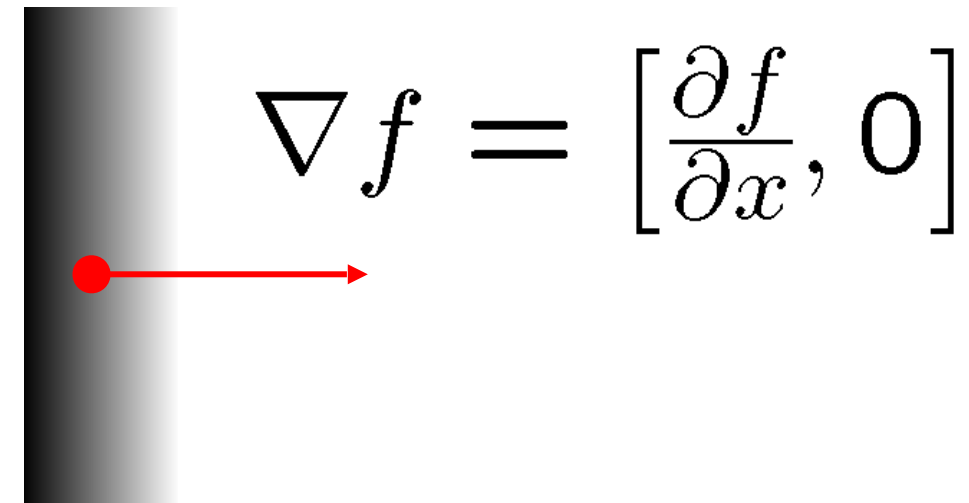 ∇f = [∂f/∂x, 0]